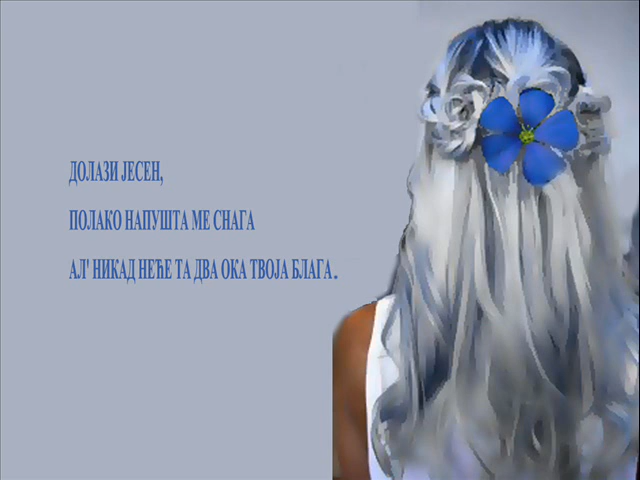 ДОЛАЗИ ЈЕСЕН,
ПОЛАКО НАПУШТА МЕ СНАГА
АЛ' НИКАД НЕЋЕ ТА ДВА ОКА ТВОЈА БЛАГА.